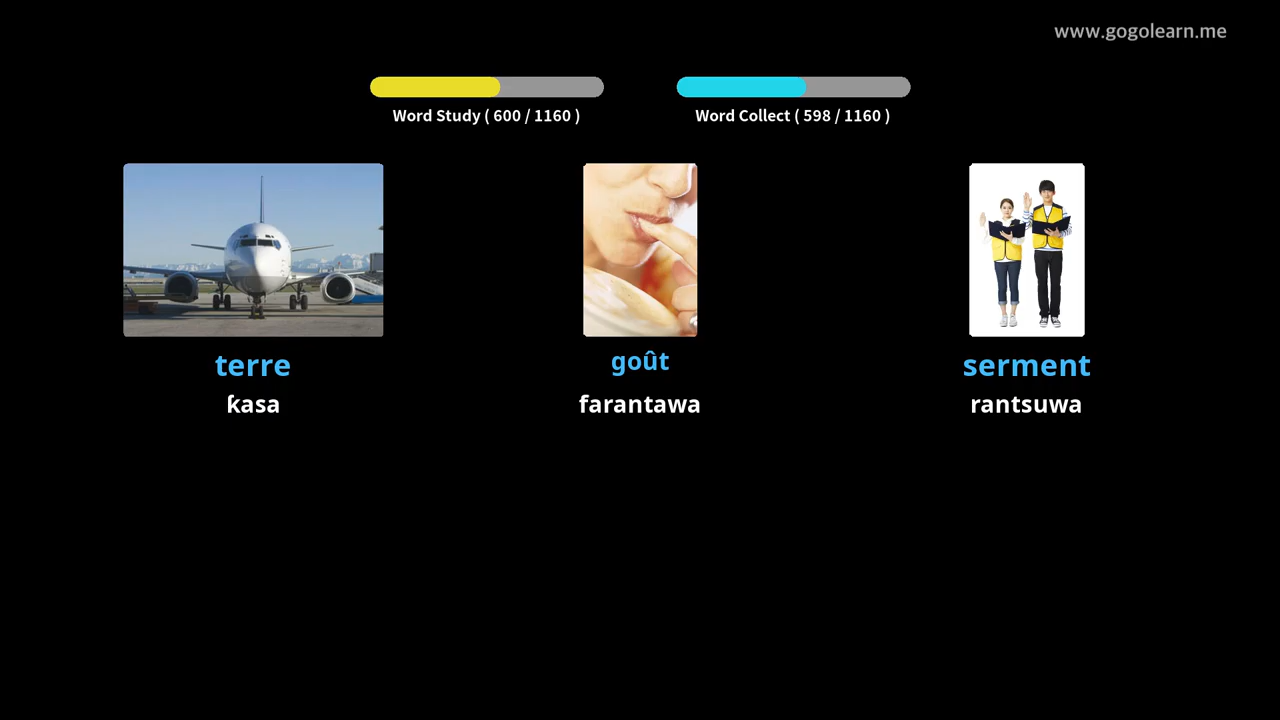 www.gogolearn.me
Word Study ( 600 / 1160 )
Word Collect ( 598 / 1160 )
terre
goût
serment
ƙasa
farantawa
rantsuwa